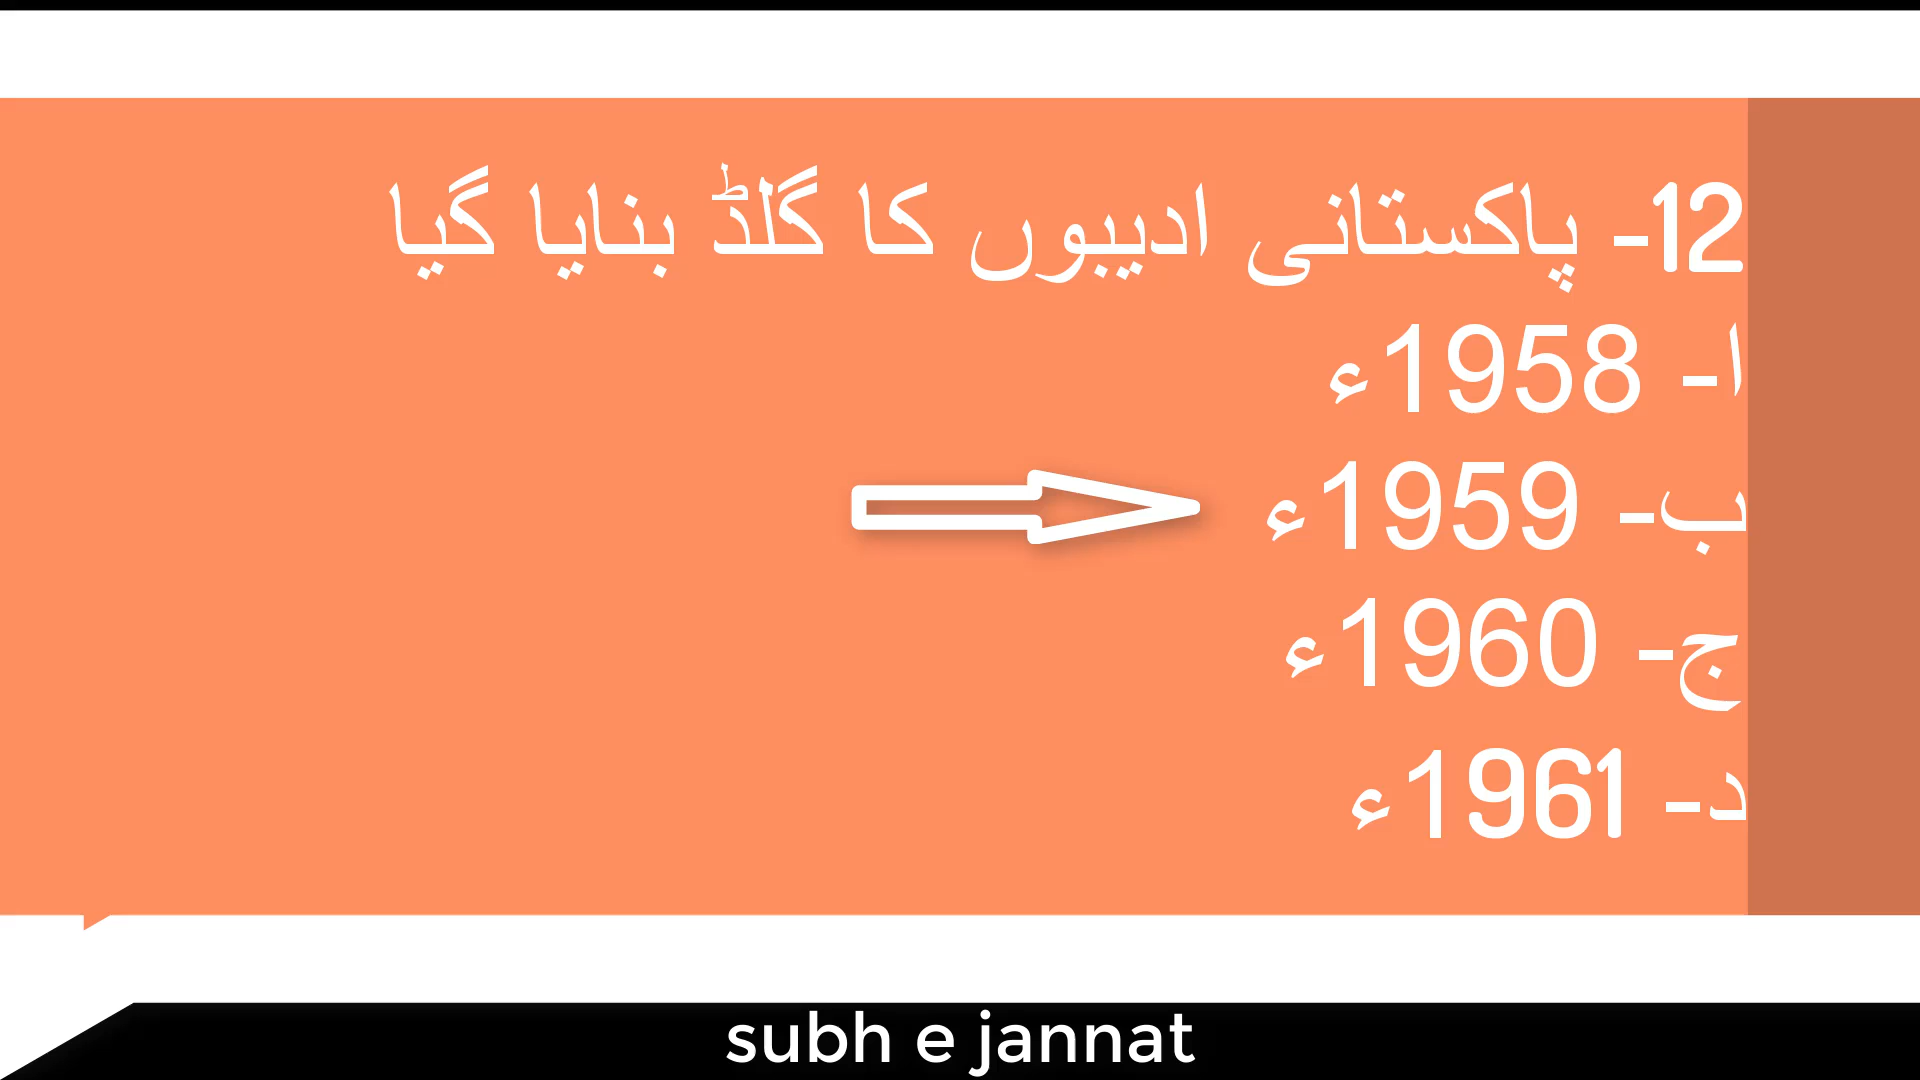 12- پاکستانی ادیبوں کا گلڈ بنایا گیا
ا- 1958ء
ب- 1959ء
ج- 1960ء
د- 1961ء
subh e jannat